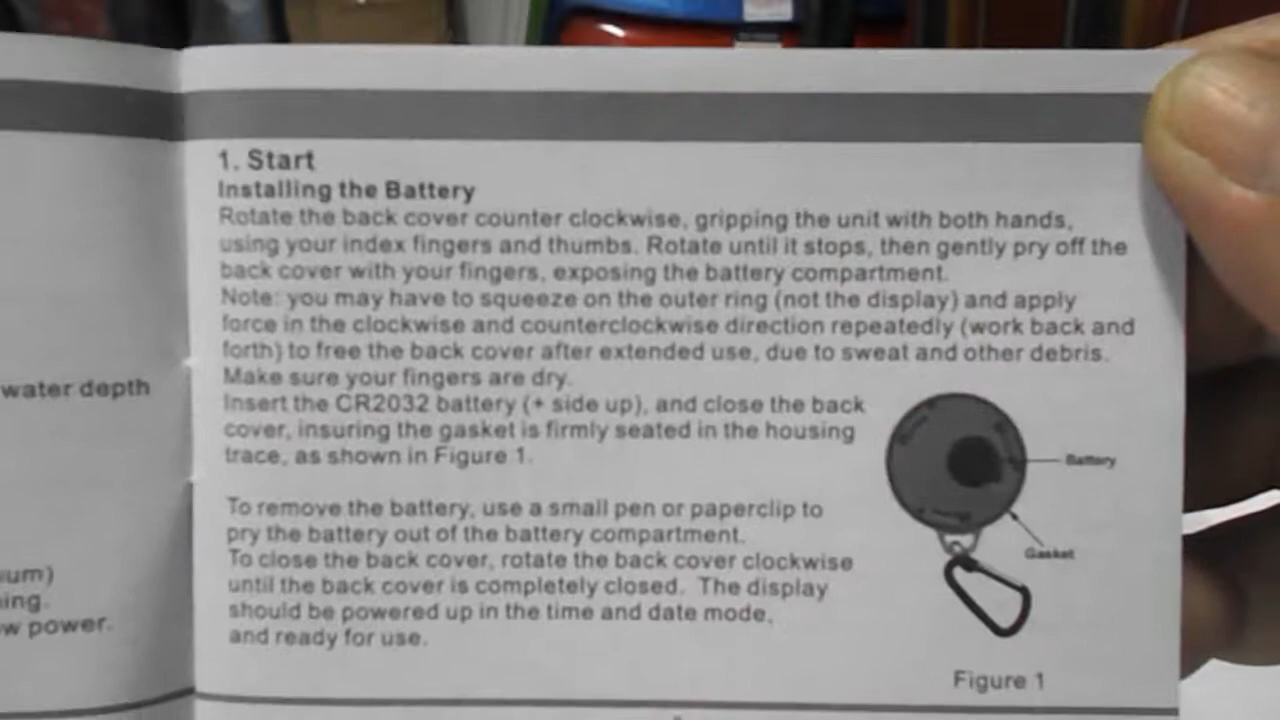 water depth
ing.
w power.
1. Start
Installing the Battery
Rotate the back cover counter clockwise, gripping the unit with both hands,
using your index fingers and thumbs. Rotate until it stops, then gently pry off the
back cover with your fingers, exposing the battery compartment.
Note: you may have to squeeze on the outer ring (not the display) and apply
force in the clockwise and counterclockwise direction repeatedly (work back and
forth) to free the back cover after extended use, due to sweat and other debris.
Make sure your fingers are dry.
Insert the CR2032 battery (+ side up), and close the back
cover, insuring the gasket is firmly seated in the housing
trace, as shown in Figure 1.
Battery
Gasket
To remove the battery, use a small pen or paperclip to
pry the battery out of the battery compartment.
To close the back cover, rotate the back cover clockwise
until the back cover is completely closed. The display
should be powered up in the time and date mode,
and ready for use.
Figure 1